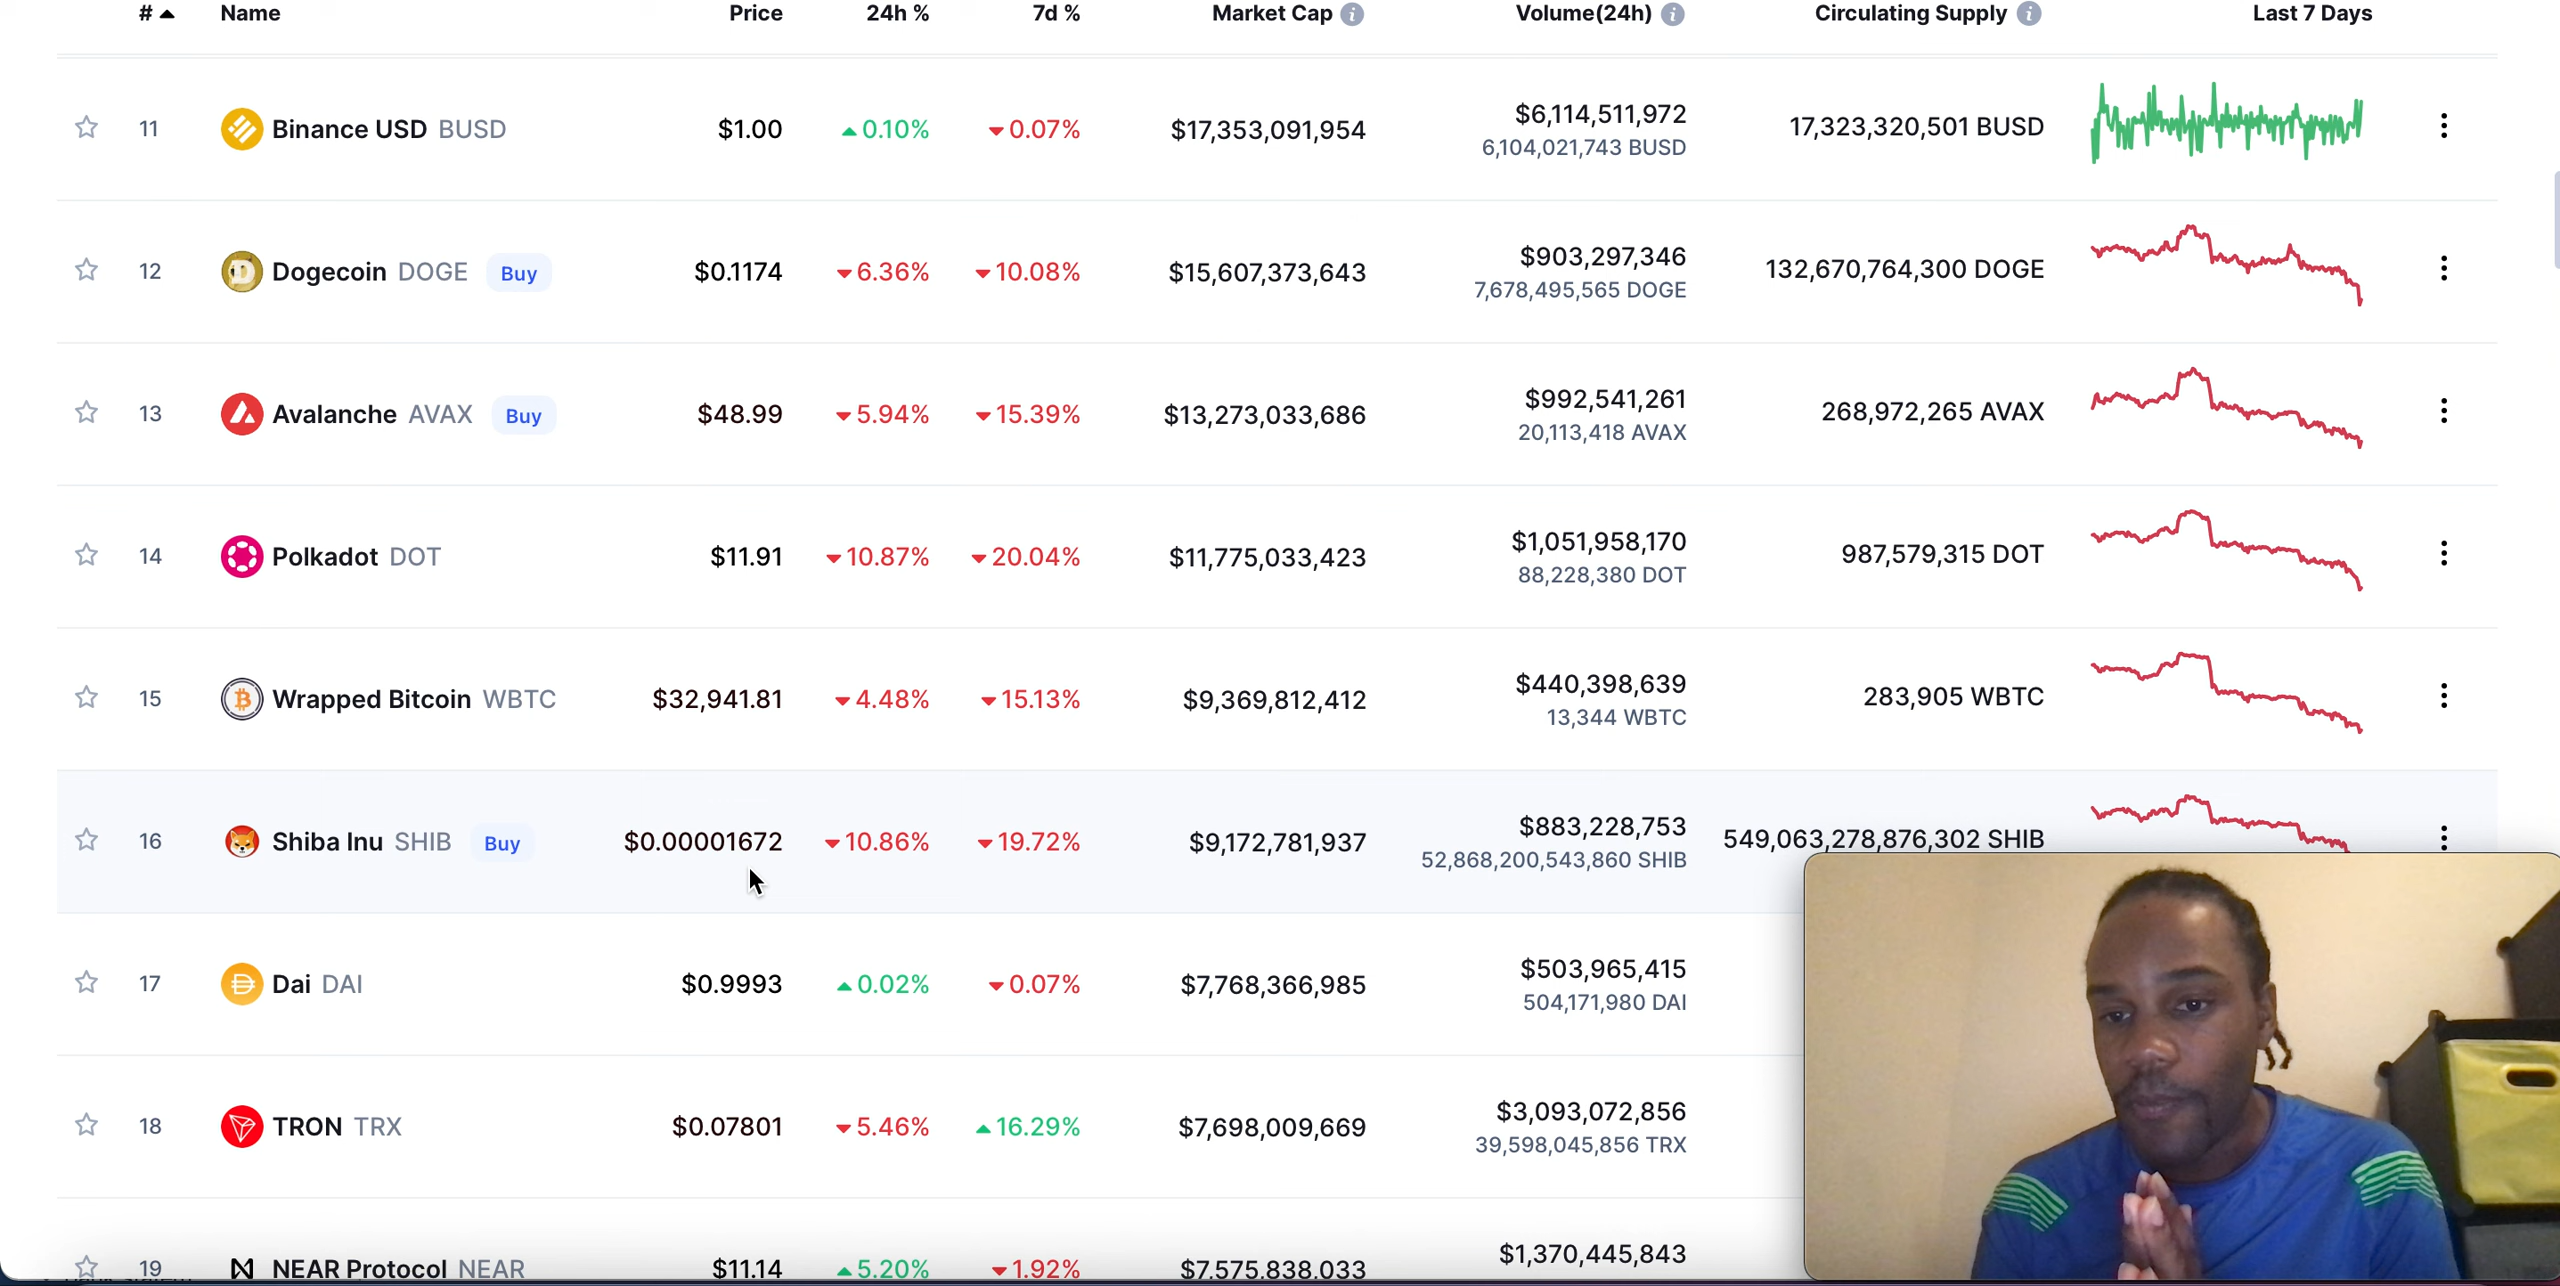 # Name Price 24h % 7d % Market Cap Volume(24h) Circulating Supply Last 7 Days
11 Binance USD BUSD $1.00 0.10% 0.07% $17,353,091,954 $6,114,511,972 17,323,320,501 BUSD
6,104,021,743 BUSD
12 Dogecoin DOGE Buy $0.1174 6.36% 10.08% $15,607,373,643 $903,297,346 132,670,764,300 DOGE
7,678,495,565 DOGE
13 Avalanche AVAX Buy $48.99 5.94% 15.39% $13,273,033,686 $992,541,261 268,972,265 AVAX
20,113,418 AVAX
14 Polkadot DOT $11.91 10.87% 20.04% $11,775,033,423 $1,051,958,170 987,579,315 DOT
88,228,380 DOT
15 Wrapped Bitcoin WBTC $32,941.81 4.48% 15.13% $9,369,812,412 $440,398,639 283,905 WBTC
13,344 WBTC
16 Shiba Inu SHIB Buy $0.00001672 10.86% 19.72% $9,172,781,937 $883,228,753 549,063,278,876,302 SHIB
52,868,200,543,860 SHIB
17 Dai DAI $0.9993 0.02% 0.07% $7,768,366,985 $503,965,415
504,171,980 DAI
18 TRON TRX $0.07801 5.46% 16.29% $7,698,009,669 $3,093,072,856
39,598,045,856 TRX
19 NEAR Protocol NEAR $11.14 5.20% 1.92% $7,575,838,033 $1,370,445,843